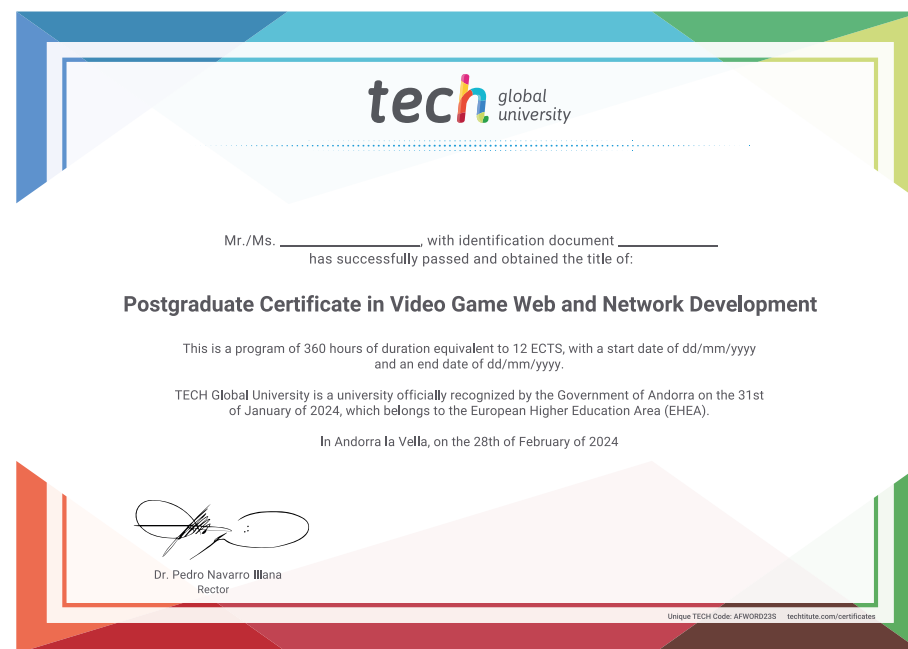 tech global
university
Mr./Ms. ____________, with identification document ____________
has successfully passed and obtained the title of:
Postgraduate Certificate in Video Game Web and Network Development
This is a program of 360 hours of duration equivalent to 12 ECTS, with a start date of dd/mm/yyyy
and an end date of dd/mm/yyyy.
TECH Global University is a university officially recognized by the Government of Andorra on the 31st
of January of 2024, which belongs to the European Higher Education Area (EHEA).
In Andorra la Vella, on the 28th of February of 2024
Dr. Pedro Navarro Illana
Rector
Unique TECH Code: AFWORD23S techtitute.com/certificates